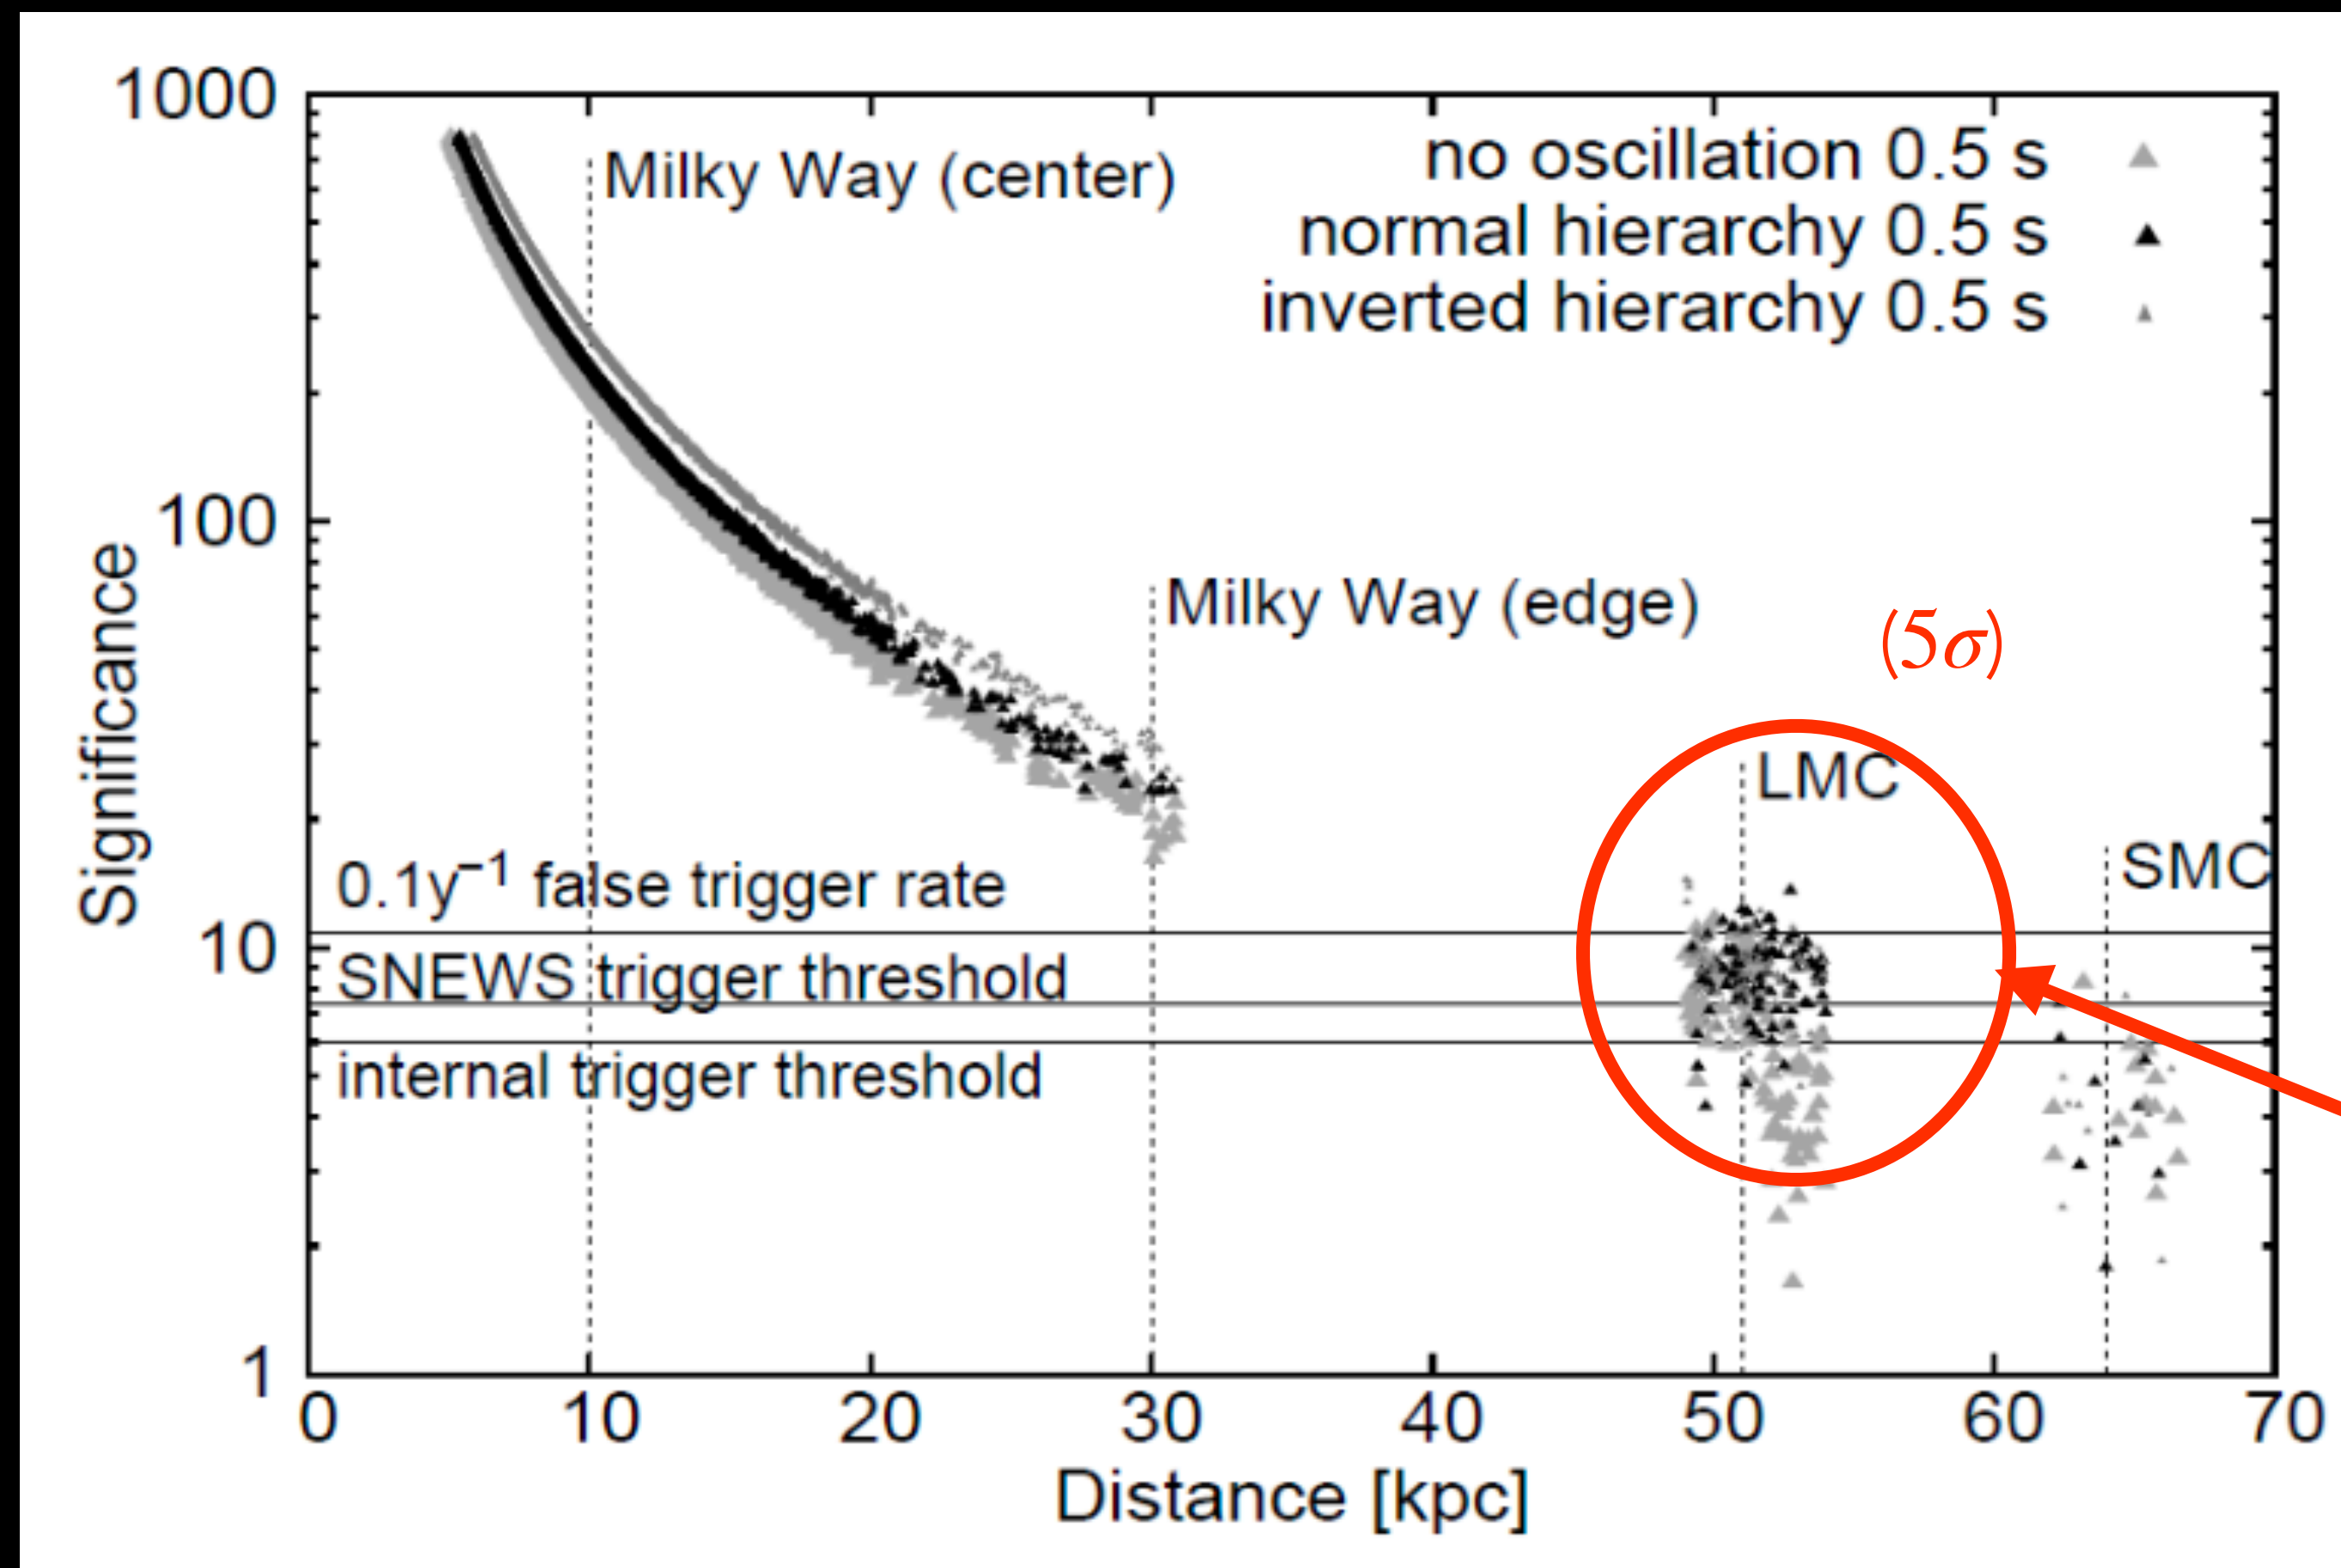 1000
Milky Way (center)
no oscillation 0.5 s
normal hierarchy 0.5 s
inverted hierarchy 0.5 s
100
Significance
Milky Way (edge)
(5σ)
LMC
SMC
0.1y⁻¹ false trigger rate
10
SNEWS trigger threshold
internal trigger threshold
1
0 10 20 30 40 50 60 70
Distance [kpc]